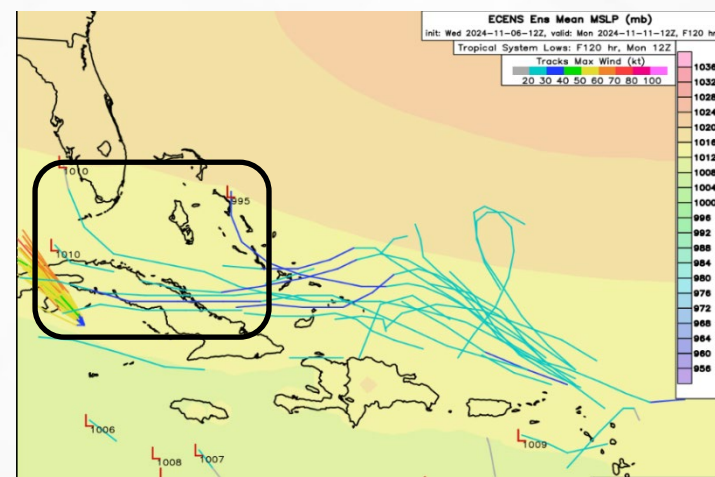 ECENS Ens Mean MSLP (mb)
init: Wed 2024-11-06-12Z, valid: Mon 2024-11-11-12Z, F120 hr
Tropical System Lows: F120 hr, Mon 12Z
Tracks Max Wind (kt)
20 30 40 50 60 70 80 100
1036
1032
1028
1024
1020
1016
1012
1008
1004
1000
996
992
988
984
980
976
972
968
964
960
956
L 1010
L 995
L 1010
L 1006
L 1008
L 1007
L 1009
L